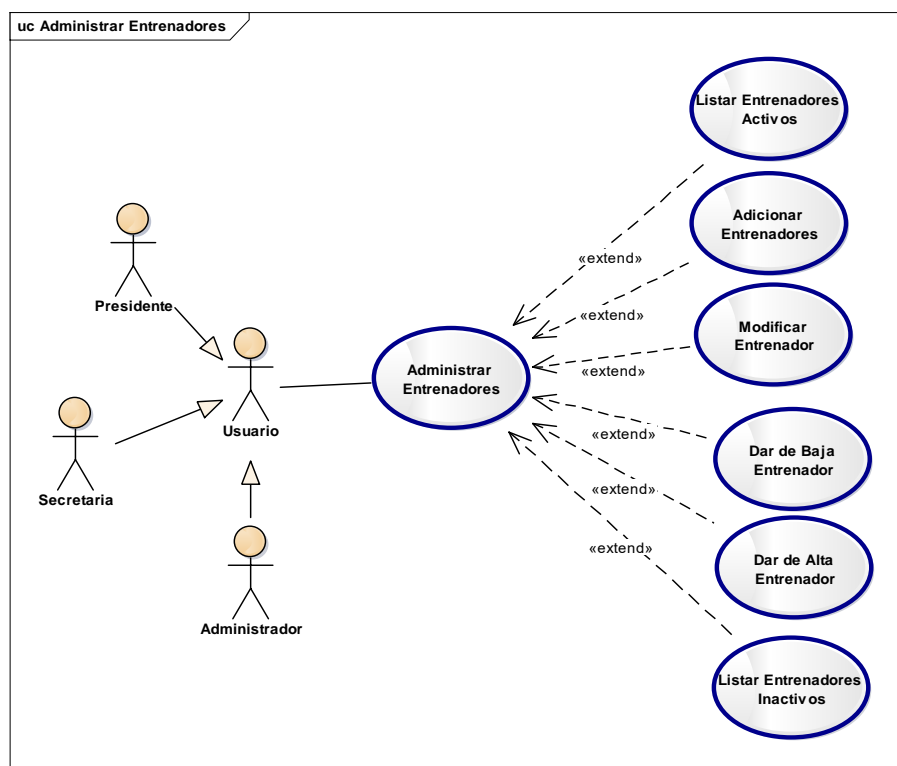 uc Administrar Entrenadores
Listar Entrenadores
Activos
Adicionar
Entrenadores
Modificar
Entrenador
Dar de Baja
Entrenador
Dar de Alta
Entrenador
Listar Entrenadores
Inactivos
«extend»
«extend»
«extend»
«extend»
«extend»
«extend»
Administrar
Entrenadores
Presidente
Usuario
Secretaria
Administrador